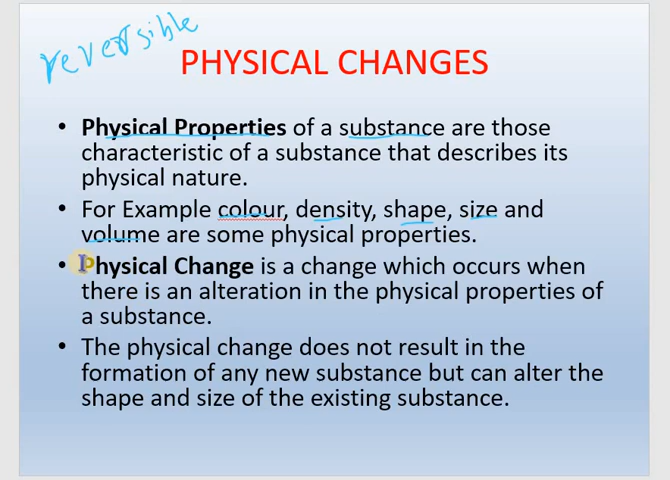 reversible
PHYSICAL CHANGES
• Physical Properties of a substance are those
characteristic of a substance that describes its
physical nature.
• For Example colour, density, shape, size and
volume are some physical properties.
• Physical Change is a change which occurs when
there is an alteration in the physical properties of
a substance.
• The physical change does not result in the
formation of any new substance but can alter the
shape and size of the existing substance.